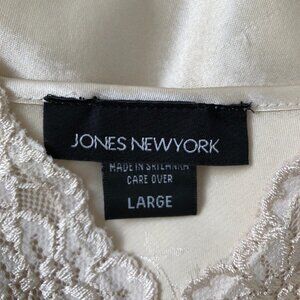 JONES NEWYORK
MADE IN SRI LANKA
CARE OVER
LARGE